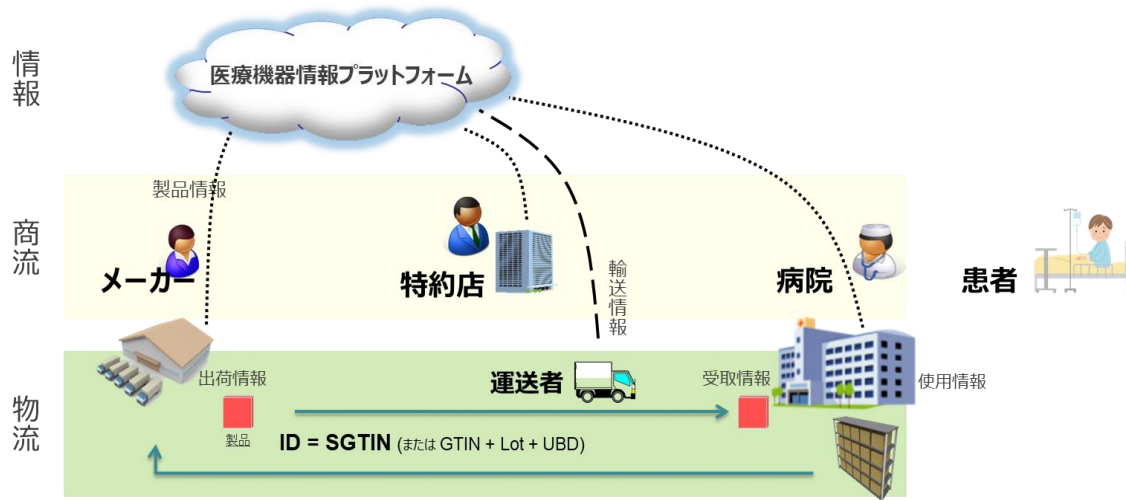 情報
医療機器情報プラットフォーム
製品情報
商流
メーカー
特約店
輸送情報
病院
患者
出荷情報
運送者
受取情報
使用情報
物流
製品
ID = SGTIN (または GTIN + Lot + UBD)